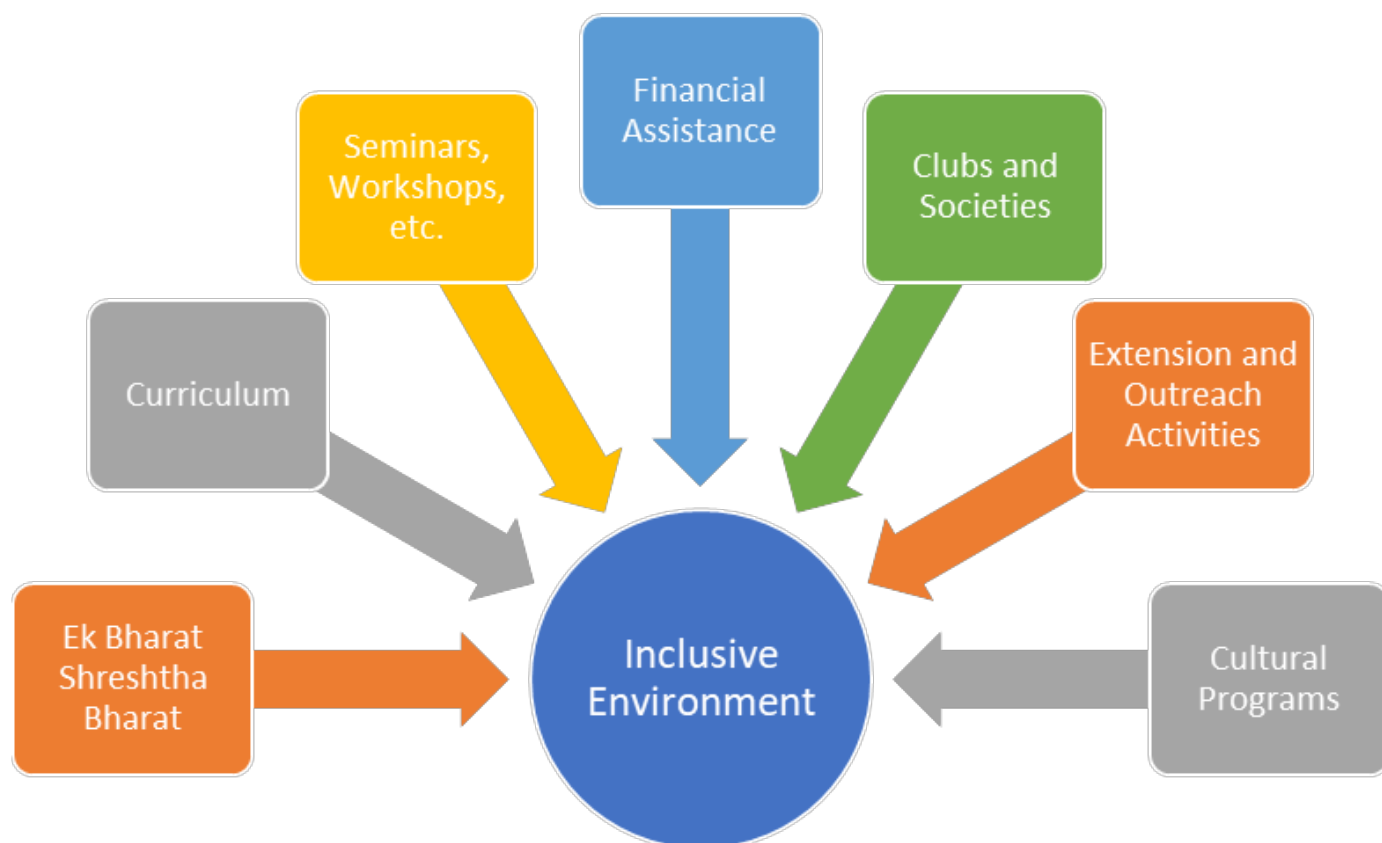 Financial
Assistance
Seminars,
Workshops,
etc.
Clubs and
Societies
Curriculum
Extension and
Outreach
Activities
Ek Bharat
Shreshtha
Bharat
Inclusive
Environment
Cultural
Programs